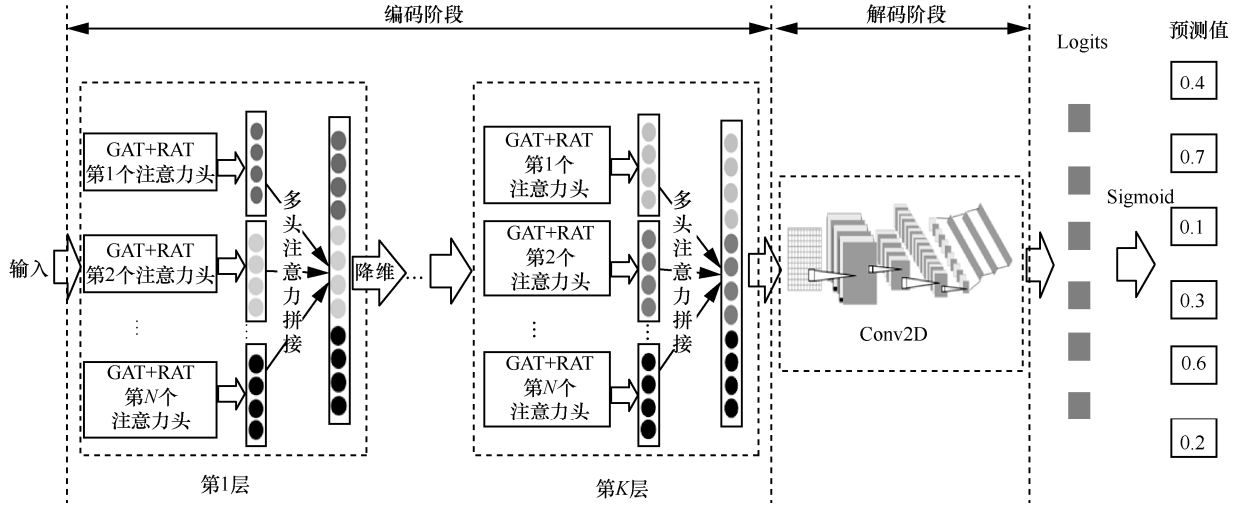 编码阶段
解码阶段
Logits
预测值
输入
GAT+RAT
第1个注意力头
GAT+RAT
第2个注意力头
⋮
GAT+RAT
第N个
注意力头
多头注意力拼接
第1层
降维
…
GAT+RAT
第1个
注意力头
GAT+RAT
第2个
注意力头
⋮
GAT+RAT
第N个
注意力头
多头注意力拼接
第K层
Conv2D
Sigmoid
0.4
0.7
0.1
0.3
0.6
0.2